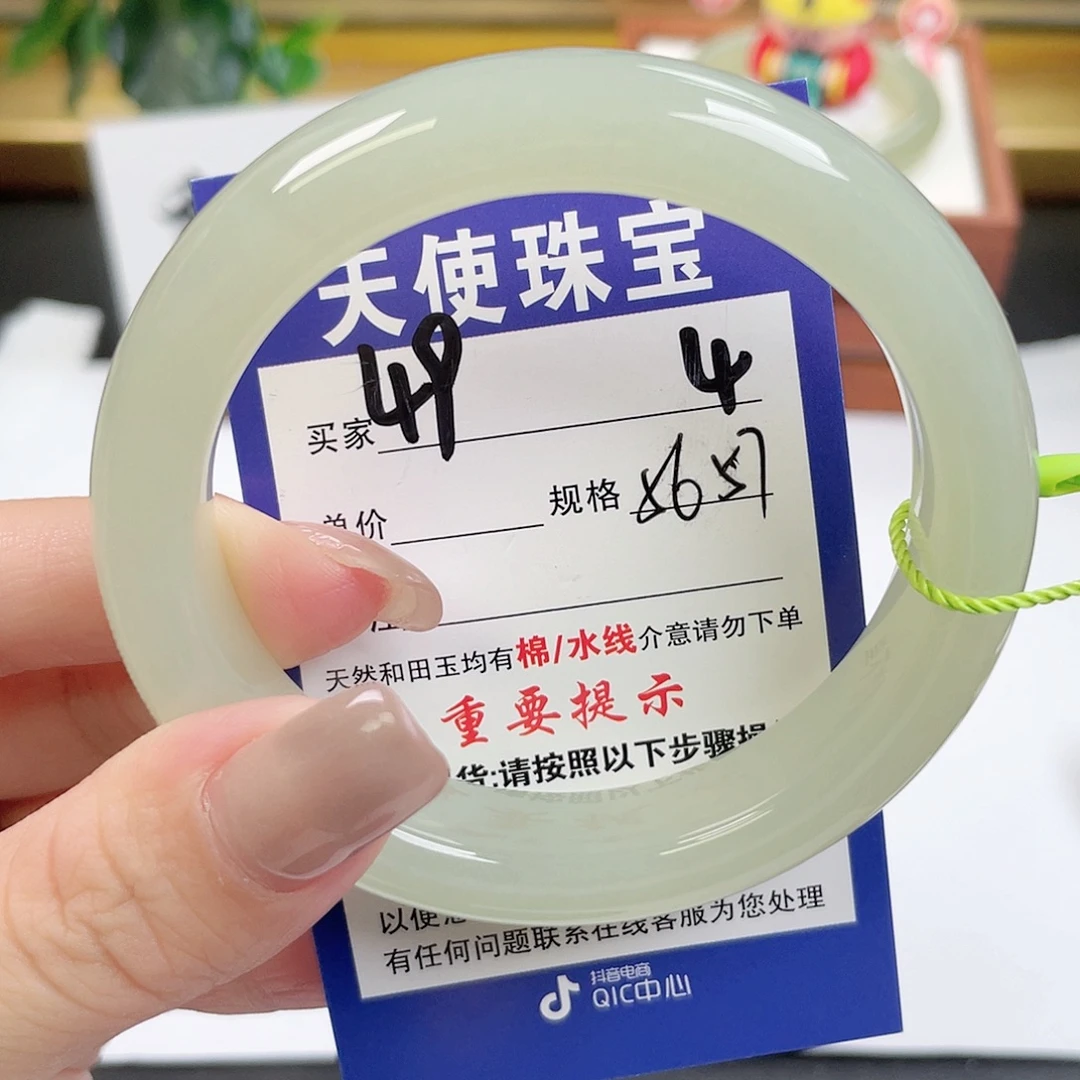 天使珠宝
买家 49 4
单价 规格 56 57
天然和田玉均有棉/水线介意请勿下单
重要提示
货:请按照以下步骤操
以便您
有任何问题联系在线客服为您处理
抖音电商
QIC中心